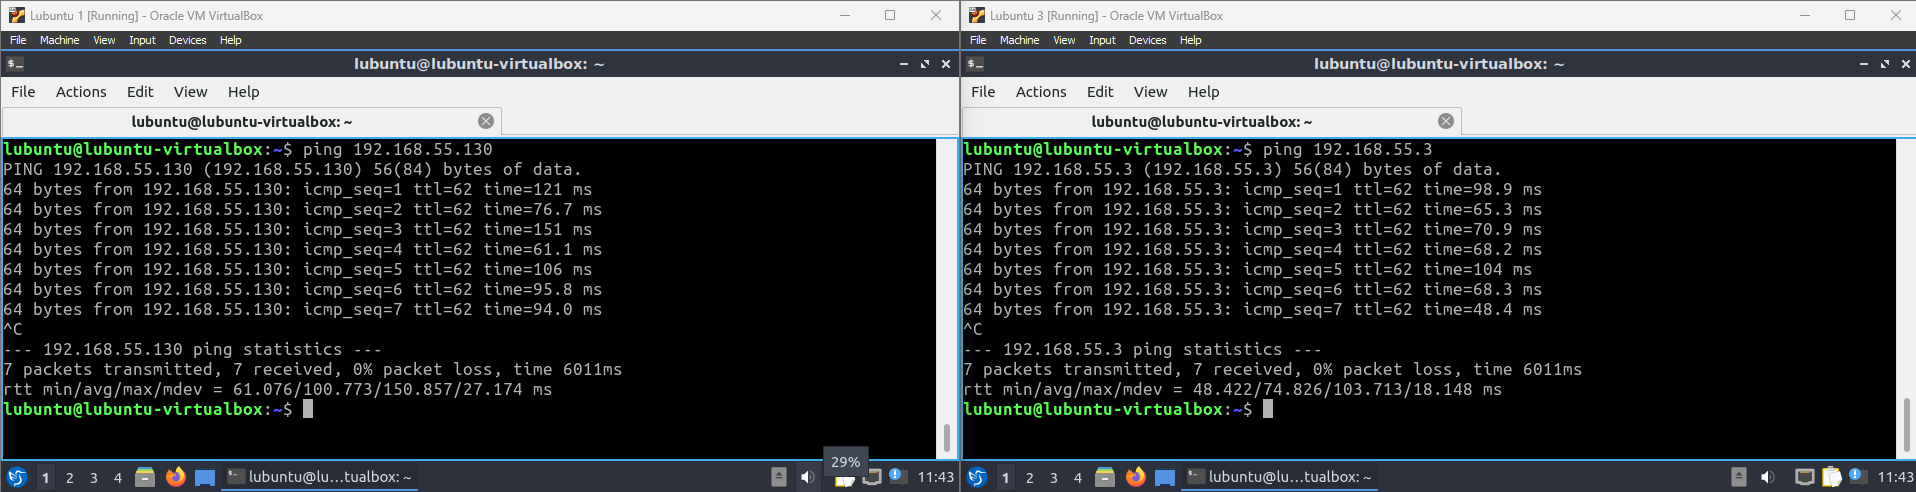 Lubuntu 1 [Running] - Oracle VM VirtualBox
File Machine View Input Devices Help
lubuntu@lubuntu-virtualbox: ~
File Actions Edit View Help
lubuntu@lubuntu-virtualbox: ~
lubuntu@lubuntu-virtualbox:~$ ping 192.168.55.130
PING 192.168.55.130 (192.168.55.130) 56(84) bytes of data.
64 bytes from 192.168.55.130: icmp_seq=1 ttl=62 time=121 ms
64 bytes from 192.168.55.130: icmp_seq=2 ttl=62 time=76.7 ms
64 bytes from 192.168.55.130: icmp_seq=3 ttl=62 time=151 ms
64 bytes from 192.168.55.130: icmp_seq=4 ttl=62 time=61.1 ms
64 bytes from 192.168.55.130: icmp_seq=5 ttl=62 time=106 ms
64 bytes from 192.168.55.130: icmp_seq=6 ttl=62 time=95.8 ms
64 bytes from 192.168.55.130: icmp_seq=7 ttl=62 time=94.0 ms
^C
--- 192.168.55.130 ping statistics ---
7 packets transmitted, 7 received, 0% packet loss, time 6011ms
rtt min/avg/max/mdev = 61.076/100.773/150.857/27.174 ms
lubuntu@lubuntu-virtualbox:~$
29%
1 2 3 4 lubuntu@lu...tualbox: ~ 11:43
Lubuntu 3 [Running] - Oracle VM VirtualBox
File Machine View Input Devices Help
lubuntu@lubuntu-virtualbox: ~
File Actions Edit View Help
lubuntu@lubuntu-virtualbox: ~
lubuntu@lubuntu-virtualbox:~$ ping 192.168.55.3
PING 192.168.55.3 (192.168.55.3) 56(84) bytes of data.
64 bytes from 192.168.55.3: icmp_seq=1 ttl=62 time=98.9 ms
64 bytes from 192.168.55.3: icmp_seq=2 ttl=62 time=65.3 ms
64 bytes from 192.168.55.3: icmp_seq=3 ttl=62 time=70.9 ms
64 bytes from 192.168.55.3: icmp_seq=4 ttl=62 time=68.2 ms
64 bytes from 192.168.55.3: icmp_seq=5 ttl=62 time=104 ms
64 bytes from 192.168.55.3: icmp_seq=6 ttl=62 time=68.3 ms
64 bytes from 192.168.55.3: icmp_seq=7 ttl=62 time=48.4 ms
^C
--- 192.168.55.3 ping statistics ---
7 packets transmitted, 7 received, 0% packet loss, time 6011ms
rtt min/avg/max/mdev = 48.422/74.826/103.713/18.148 ms
lubuntu@lubuntu-virtualbox:~$
1 2 3 4 lubuntu@lu...tualbox: ~ 11:43